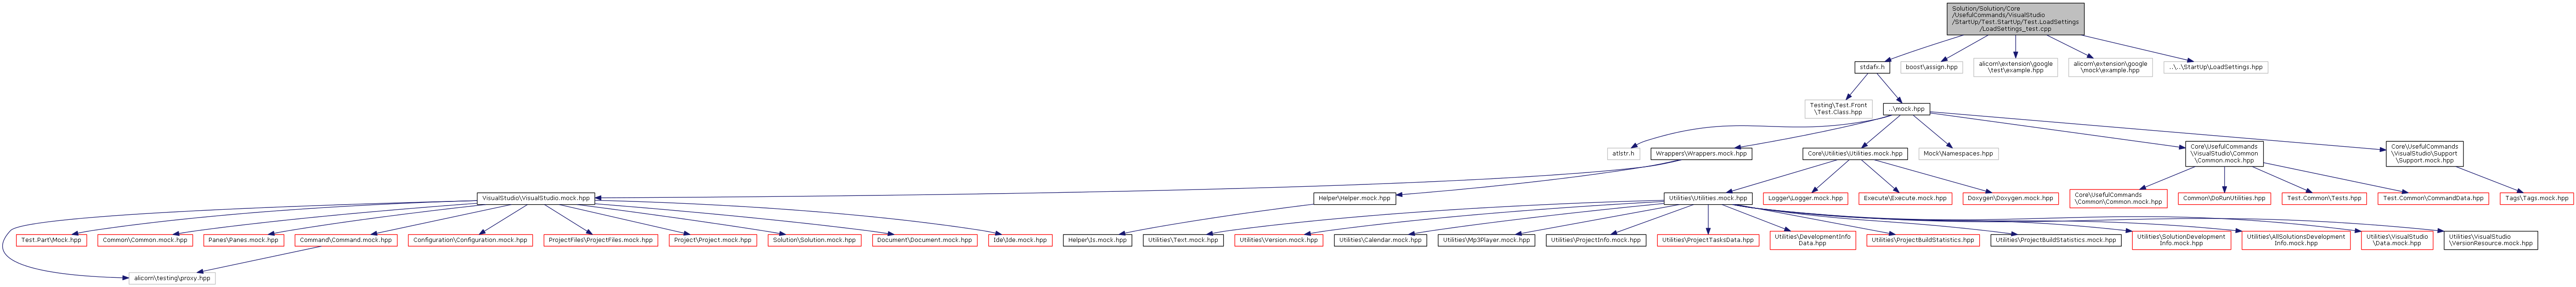 Solution/Solution/Core
/UsefulCommands/VisualStudio
/StartUp/Test.StartUp/Test.LoadSettings
/LoadSettings_test.cpp
stdafx.h
boost\assign.hpp
alicorn\extension\google
\test\example.hpp
alicorn\extension\google
\mock\example.hpp
..\..\StartUp\LoadSettings.hpp
Testing\Test.Front
\Test.Class.hpp
..\mock.hpp
atlstr.h
Wrappers\Wrappers.mock.hpp
Core\Utilities\Utilities.mock.hpp
Mock\Namespaces.hpp
Core\UsefulCommands
\VisualStudio\Common
\Common.mock.hpp
Core\UsefulCommands
\VisualStudio\Support
\Support.mock.hpp
VisualStudio\VisualStudio.mock.hpp
Helper\Helper.mock.hpp
Utilities\Utilities.mock.hpp
Logger\Logger.mock.hpp
Execute\Execute.mock.hpp
Doxygen\Doxygen.mock.hpp
Core\UsefulCommands
\Common\Common.mock.hpp
Common\DoRunUtilities.hpp
Test.Common\Tests.hpp
Test.Common\CommandData.hpp
Tags\Tags.mock.hpp
Test.Part\Mock.hpp
Common\Common.mock.hpp
Panes\Panes.mock.hpp
Command\Command.mock.hpp
Configuration\Configuration.mock.hpp
ProjectFiles\ProjectFiles.mock.hpp
Project\Project.mock.hpp
Solution\Solution.mock.hpp
Document\Document.mock.hpp
Ide\Ide.mock.hpp
Helper\Is.mock.hpp
Utilities\Text.mock.hpp
Utilities\Version.mock.hpp
Utilities\Calendar.mock.hpp
Utilities\Mp3Player.mock.hpp
Utilities\ProjectInfo.mock.hpp
Utilities\ProjectTasksData.hpp
Utilities\DevelopmentInfo
Data.hpp
Utilities\ProjectBuildStatistics.hpp
Utilities\ProjectBuildStatistics.mock.hpp
Utilities\SolutionDevelopment
Info.mock.hpp
Utilities\AllSolutionsDevelopment
Info.mock.hpp
Utilities\VisualStudio
\Data.mock.hpp
Utilities\VisualStudio
\VersionResource.mock.hpp
alicorn\testing\proxy.hpp